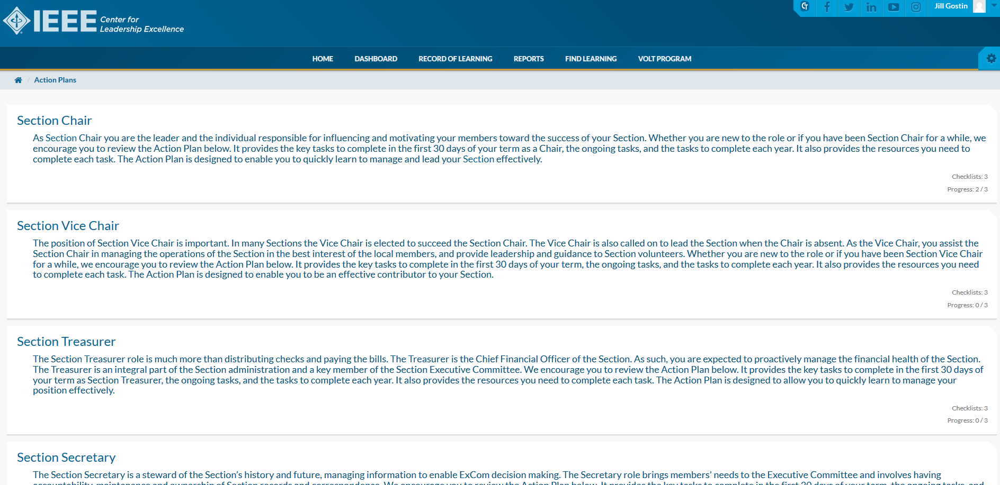 IEEE Center for
Leadership Excellence
Jill Gostin
HOME DASHBOARD RECORD OF LEARNING REPORTS FIND LEARNING VOLT PROGRAM
/ Action Plans
Section Chair
As Section Chair you are the leader and the individual responsible for influencing and motivating your members toward the success of your Section. Whether you are new to the role or if you have been Section Chair for a while, we
encourage you to review the Action Plan below. It provides the key tasks to complete in the first 30 days of your term as a Chair, the ongoing tasks, and the tasks to complete each year. It also provides the resources you need to
complete each task. The Action Plan is designed to enable you to quickly learn to manage and lead your Section effectively.
Checklists: 3
Progress: 2 / 3
Section Vice Chair
The position of Section Vice Chair is important. In many Sections the Vice Chair is elected to succeed the Section Chair. The Vice Chair is also called on to lead the Section when the Chair is absent. As the Vice Chair, you assist the
Section Chair in managing the operations of the Section in the best interest of the local members, and provide leadership and guidance to Section volunteers. Whether you are new to the role or if you have been Section Vice Chair
for a while, we encourage you to review the Action Plan below. It provides the key tasks to complete in the first 30 days of your term, the ongoing tasks, and the tasks to complete each year. It also provides the resources you need
to complete each task. The Action Plan is designed to enable you to be an effective contributor to your Section.
Checklists: 3
Progress: 0 / 3
Section Treasurer
The Section Treasurer role is much more than distributing checks and paying the bills. The Treasurer is the Chief Financial Officer of the Section. As such, you are expected to proactively manage the financial health of the Section.
The Treasurer is an integral part of the Section administration and a key member of the Section Executive Committee. We encourage you to review the Action Plan below. It provides the key tasks to complete in the first 30 days of
your term as Section Treasurer, the ongoing tasks, and the tasks to complete each year. It also provides the resources you need to complete each task. The Action Plan is designed to allow you to quickly learn to manage your
position effectively.
Checklists: 3
Progress: 0 / 3
Section Secretary
The Section Secretary is a steward of the Section's history and future, managing information to enable ExCom decision making. The Secretary role brings members' needs to the Executive Committee and involves having
accountability, maintenance and ownership of Section records and correspondence. We encourage you to review the Action Plan below. It provides the key tasks to complete in the first 30 days of your term, the ongoing tasks, and